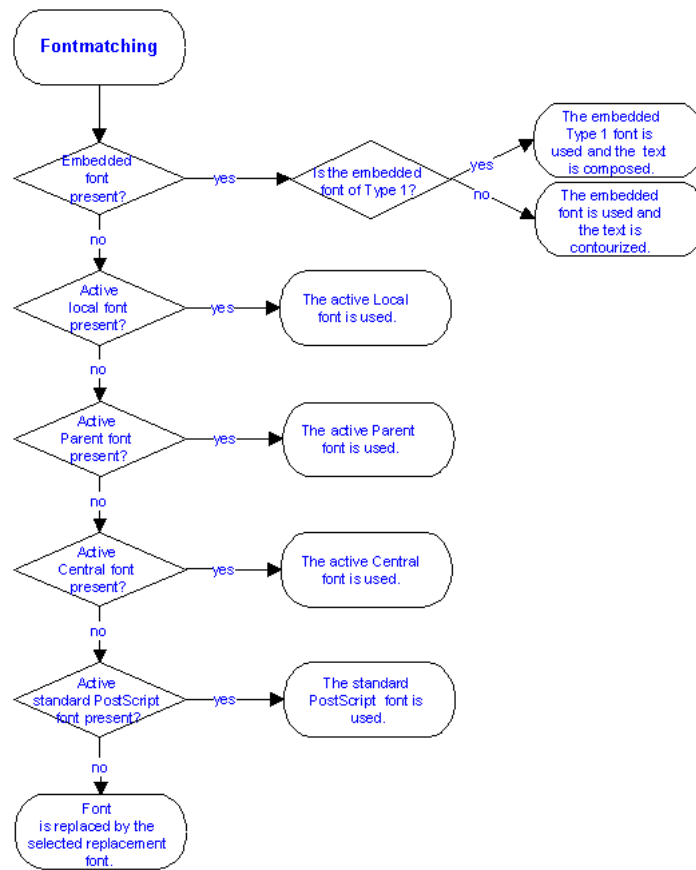 Fontmatching
Embedded
font
present?
yes
Is the embedded
font of Type 1?
yes
The embedded
Type 1 font is
used and the text
is composed.
no
The embedded
font is used and
the text is
contourized.
no
Active
local font
present?
yes
The active Local
font is used.
no
Active
Parent font
present?
yes
The active Parent
font is used.
no
Active
Central font
present?
yes
The active Central
font is used.
no
Active
standard PostScript
font present?
yes
The standard
PostScript font is
used.
no
Font
is replaced by the
selected replacement
font.